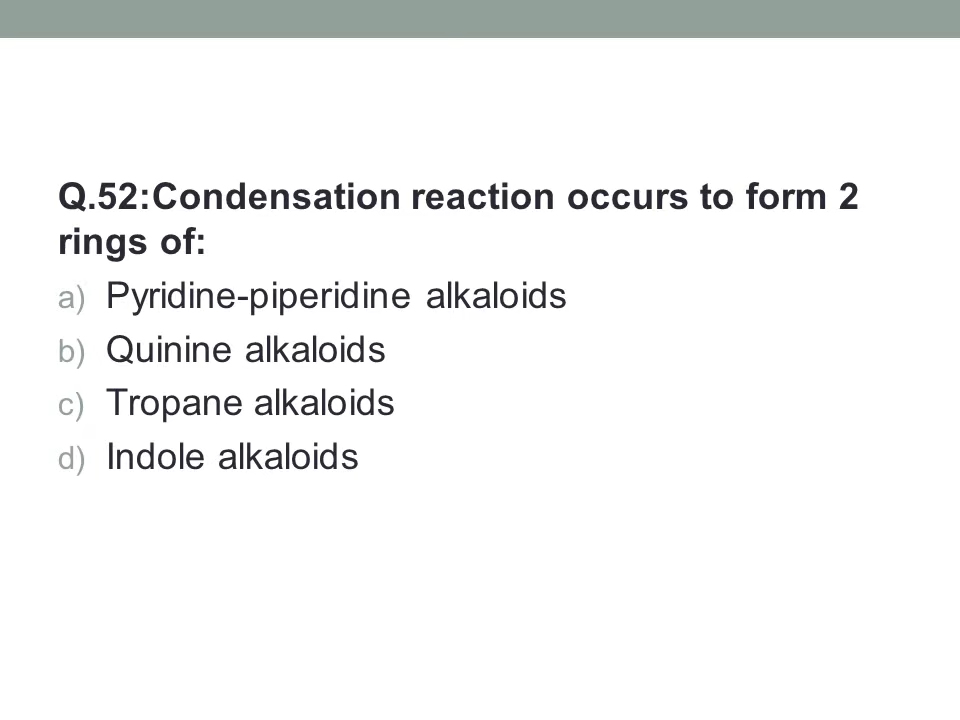 Q.52:Condensation reaction occurs to form 2
rings of:
a) Pyridine-piperidine alkaloids
b) Quinine alkaloids
c) Tropane alkaloids
d) Indole alkaloids